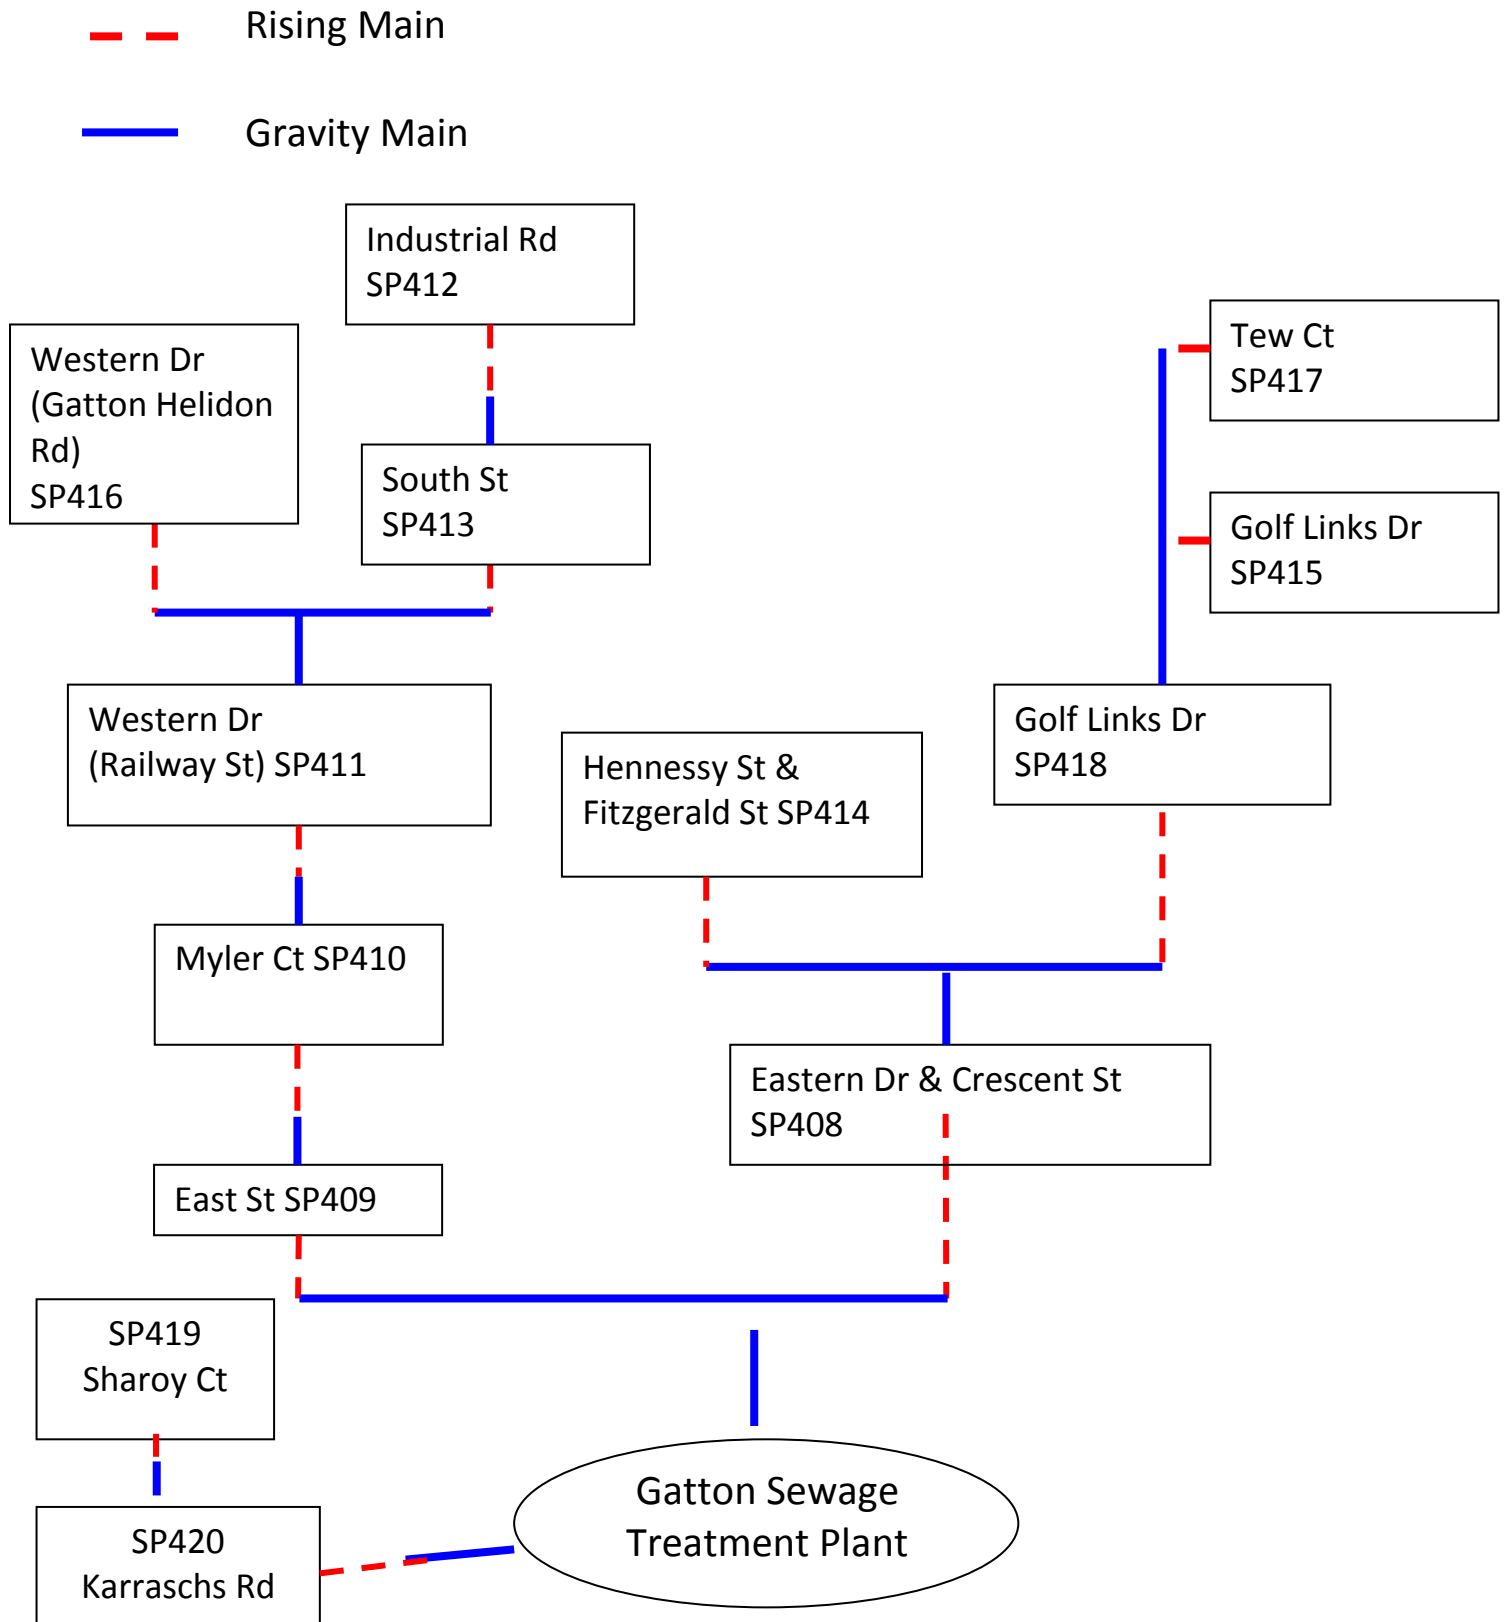 Rising Main
Gravity Main
Industrial Rd
SP412
Western Dr
(Gatton Helidon
Rd)
SP416
South St
SP413
Tew Ct
SP417
Golf Links Dr
SP415
Western Dr
(Railway St) SP411
Hennessy St &
Fitzgerald St SP414
Golf Links Dr
SP418
Myler Ct SP410
Eastern Dr & Crescent St
SP408
East St SP409
SP419
Sharoy Ct
SP420
Karraschs Rd
Gatton Sewage
Treatment Plant